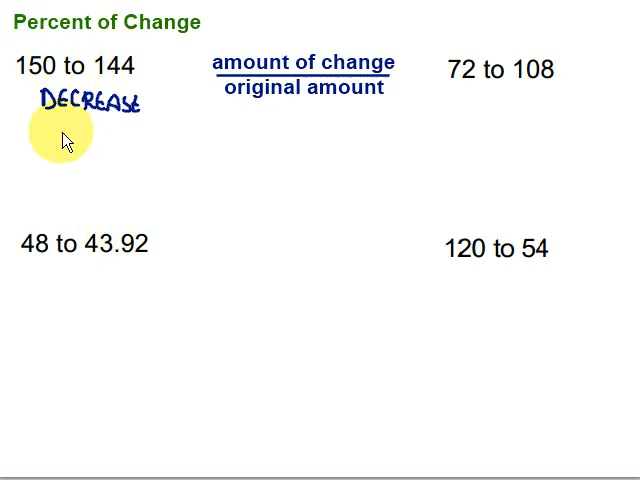 Percent of Change
150 to 144
DECREASE
amount of change
original amount
72 to 108
48 to 43.92
120 to 54